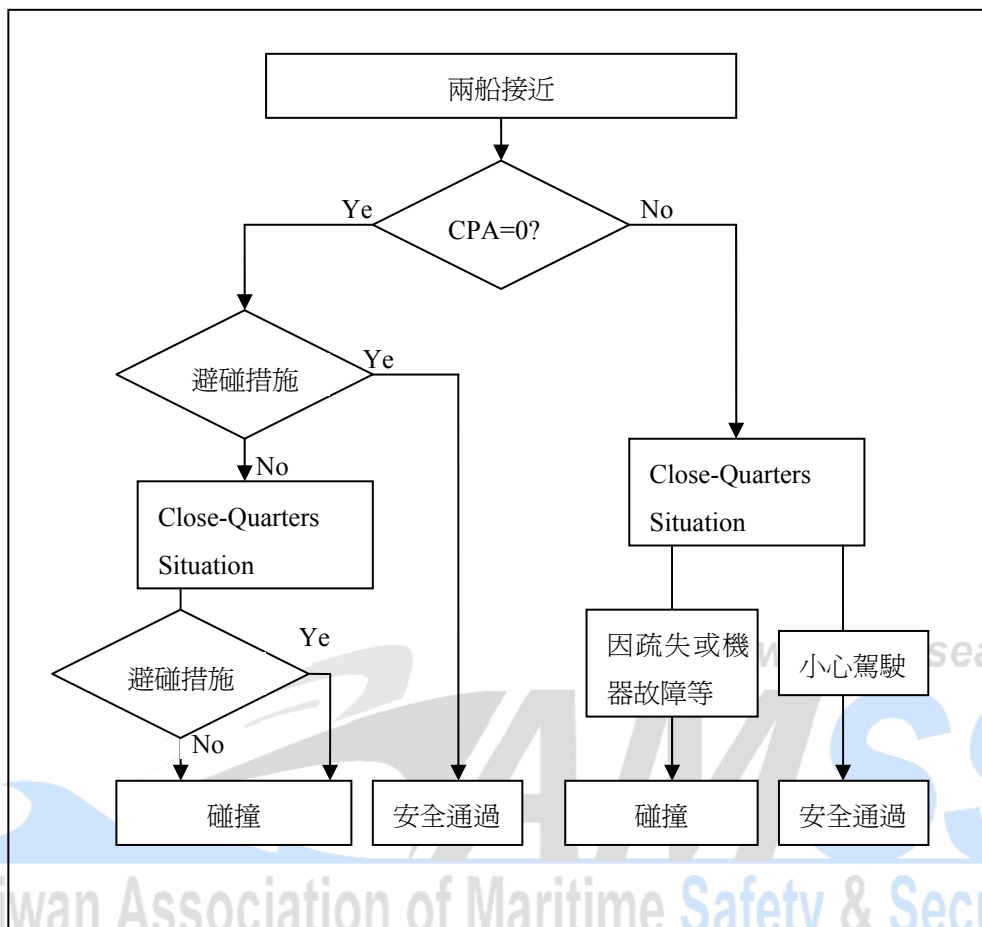 兩船接近
CPA=0?
Ye
No
避碰措施
Ye
No
Close-Quarters
Situation
Close-Quarters
Situation
避碰措施
Ye
No
因疏失或機
器故障等
小心駕駛
碰撞
安全通過
碰撞
安全通過
AMSS
iwan Association of Maritime Safety & Secu